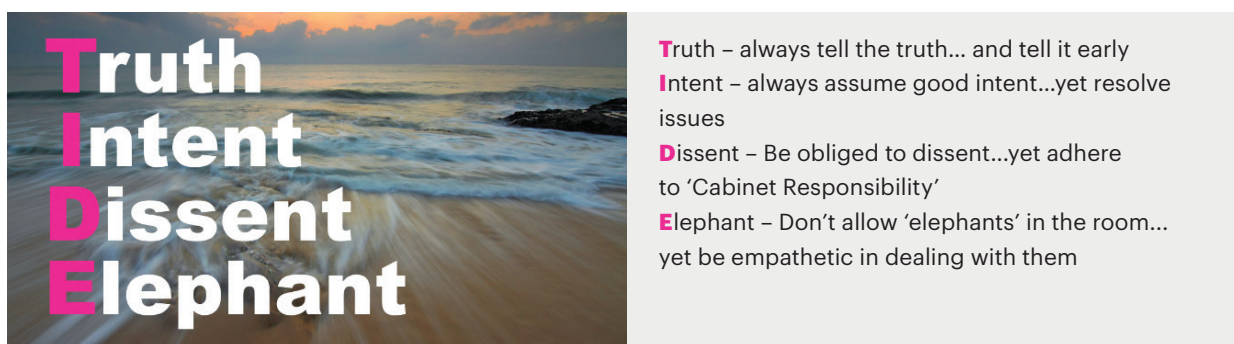 Truth
Intent
Dissent
Elephant
Truth – always tell the truth... and tell it early
Intent – always assume good intent...yet resolve
issues
Dissent – Be obliged to dissent...yet adhere
to ‘Cabinet Responsibility’
Elephant – Don’t allow ‘elephants’ in the room...
yet be empathetic in dealing with them